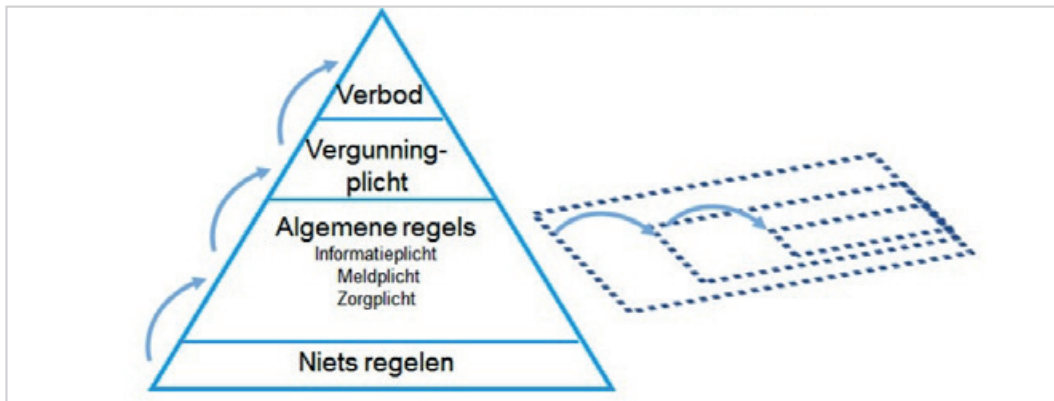 Verbod
Vergunning-
plicht
Algemene regels
Informatieplicht
Meldplicht
Zorgplicht
Niets regelen